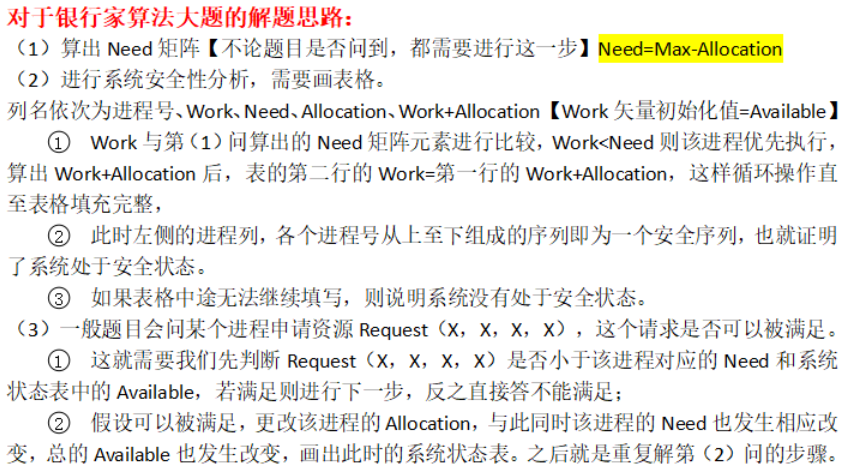 对于银行家算法大题的解题思路：
（1）算出 Need 矩阵【不论题目是否问到，都需要进行这一步】Need=Max-Allocation
（2）进行系统安全性分析，需要画表格。
列名依次为进程号、Work、Need、Allocation、Work+Allocation【Work 矢量初始化值=Available】
① Work 与第（1）问算出的 Need 矩阵元素进行比较，Work<Need 则该进程优先执行，
算出 Work+Allocation 后，表的第二行的 Work=第一行的 Work+Allocation，这样循环操作直
至表格填充完整，
② 此时左侧的进程列，各个进程号从上至下组成的序列即为一个安全序列，也就证明
了系统处于安全状态。
③ 如果表格中途无法继续填写，则说明系统没有处于安全状态。
（3）一般题目会问某个进程申请资源 Request（X，X，X，X），这个请求是否可以被满足。
① 这就需要我们先判断 Request（X，X，X，X）是否小于该进程对应的 Need 和系统
状态表中的 Available，若满足则进行下一步，反之直接答不能满足；
② 假设可以被满足，更改该进程的 Allocation，与此同时该进程的 Need 也发生相应改
变，总的 Available 也发生改变，画出此时的系统状态表。之后就是重复解第（2）问的步骤。